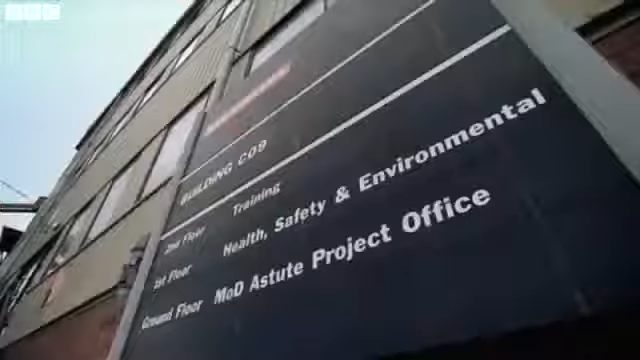 BBC
BUILDING C09
2nd Floor Training
1st Floor Health, Safety & Environmental
Ground Floor MoD Astute Project Office